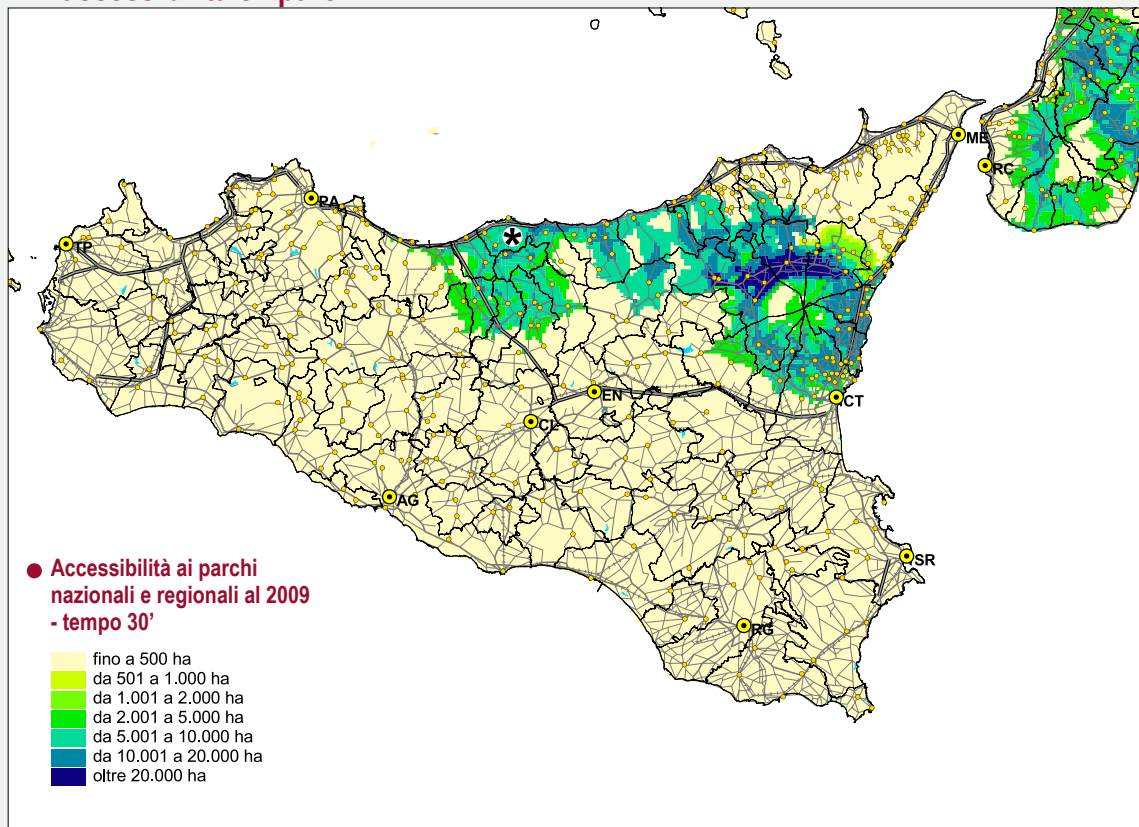 ME
RC
PA
TP
*
EN
CT
CL
AG
SR
RG
● Accessibilità ai parchi
nazionali e regionali al 2009
- tempo 30’
fino a 500 ha
da 501 a 1.000 ha
da 1.001 a 2.000 ha
da 2.001 a 5.000 ha
da 5.001 a 10.000 ha
da 10.001 a 20.000 ha
oltre 20.000 ha